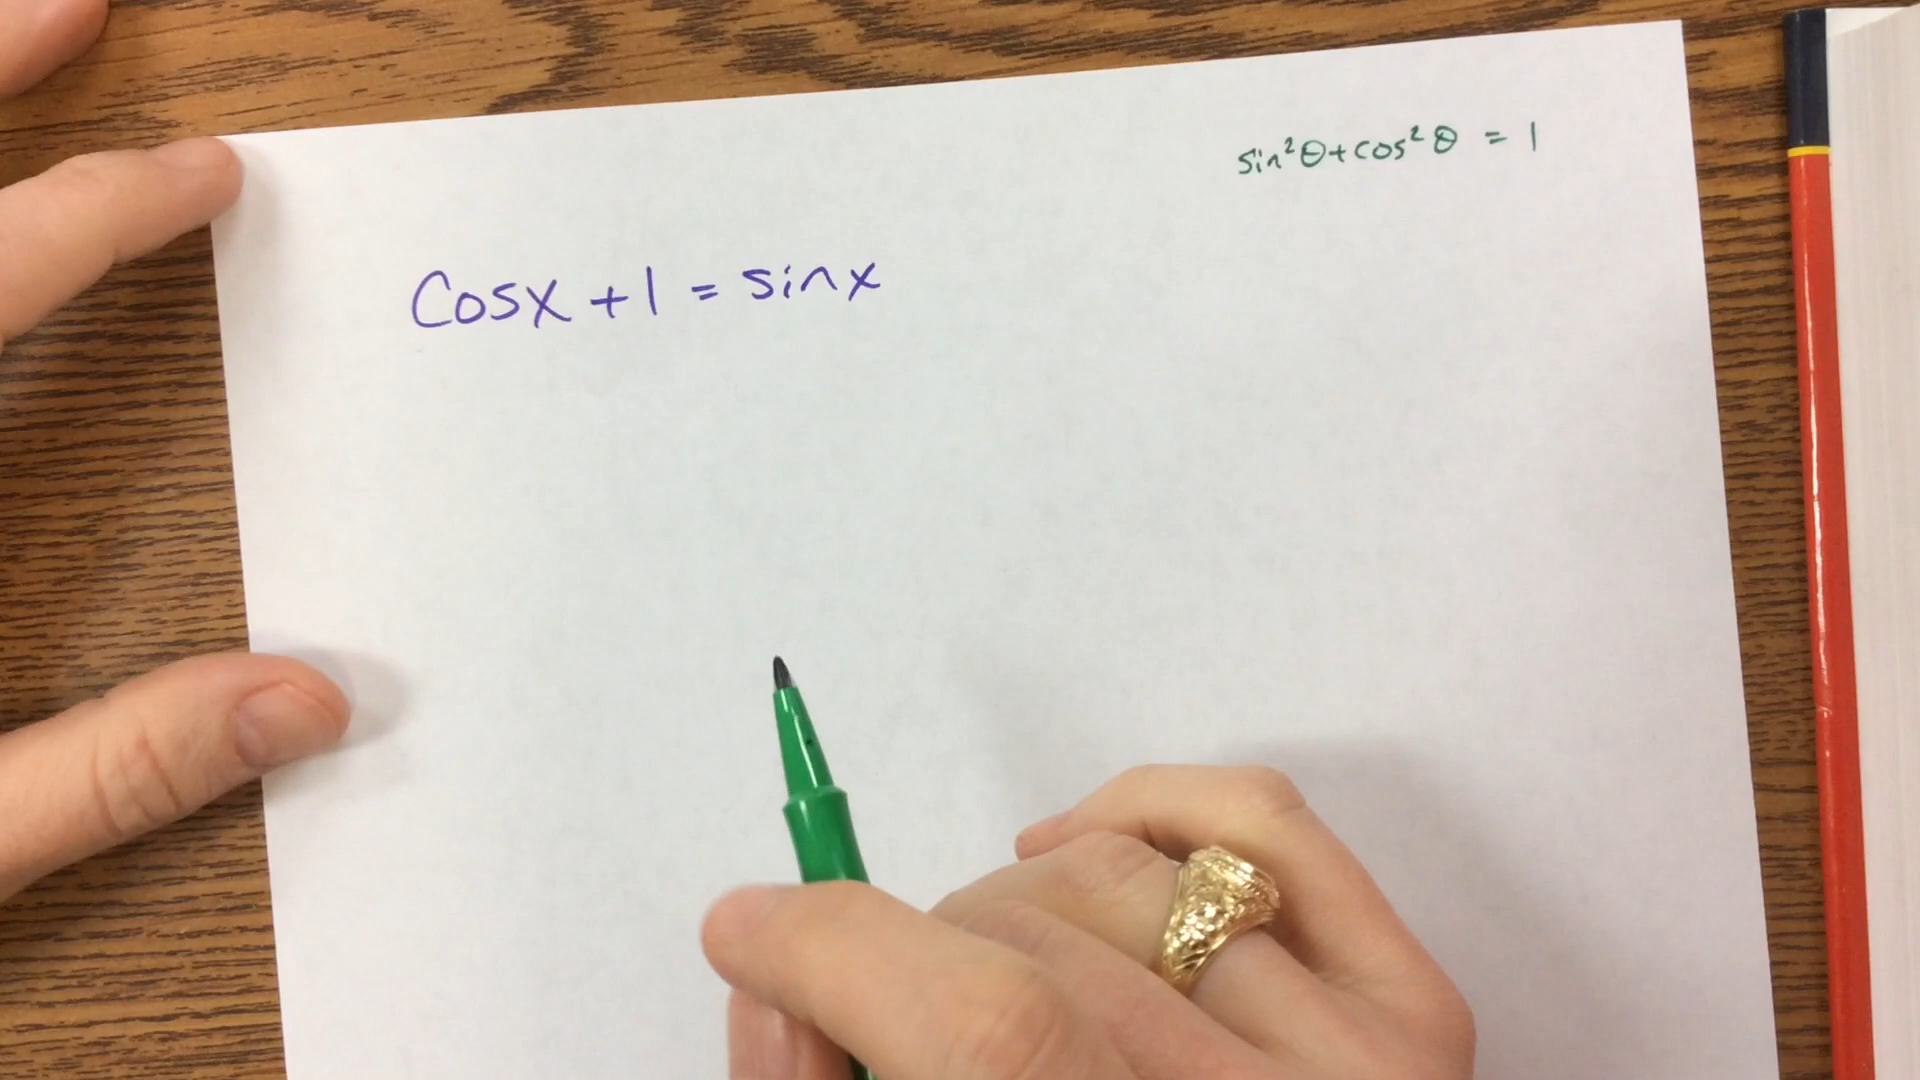 sin²θ+cos²θ = 1
Cosx +1 = sinx